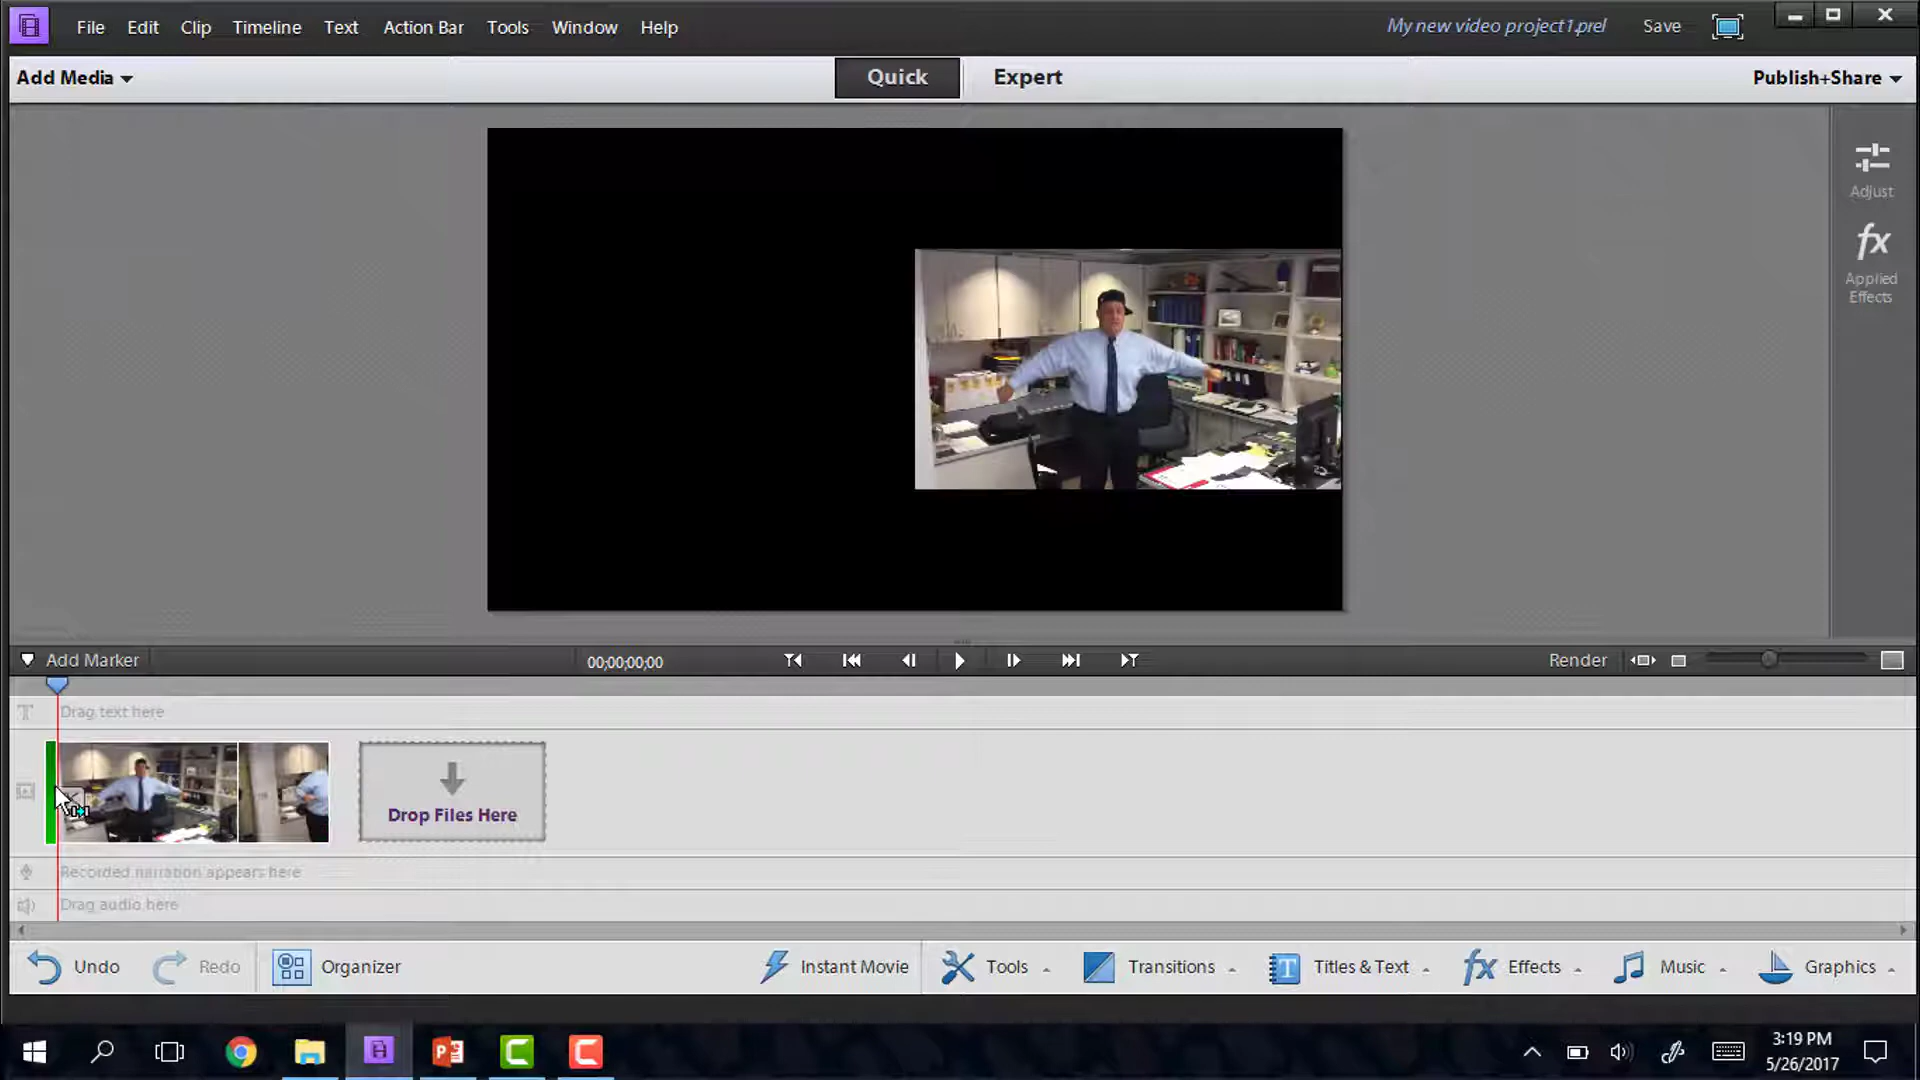 File Edit Clip Timeline Text Action Bar Tools Window Help My new video project1.prel Save
Add Media Quick Expert Publish+Share
Adjust
fx
Applied
Effects
Add Marker 00;00;00;00 Render
Drag text here
Drop Files Here
Recorded narration appears here
Drag audio here
Undo Redo Organizer Instant Movie Tools Transitions Titles & Text Effects Music Graphics
3:19 PM
5/26/2017